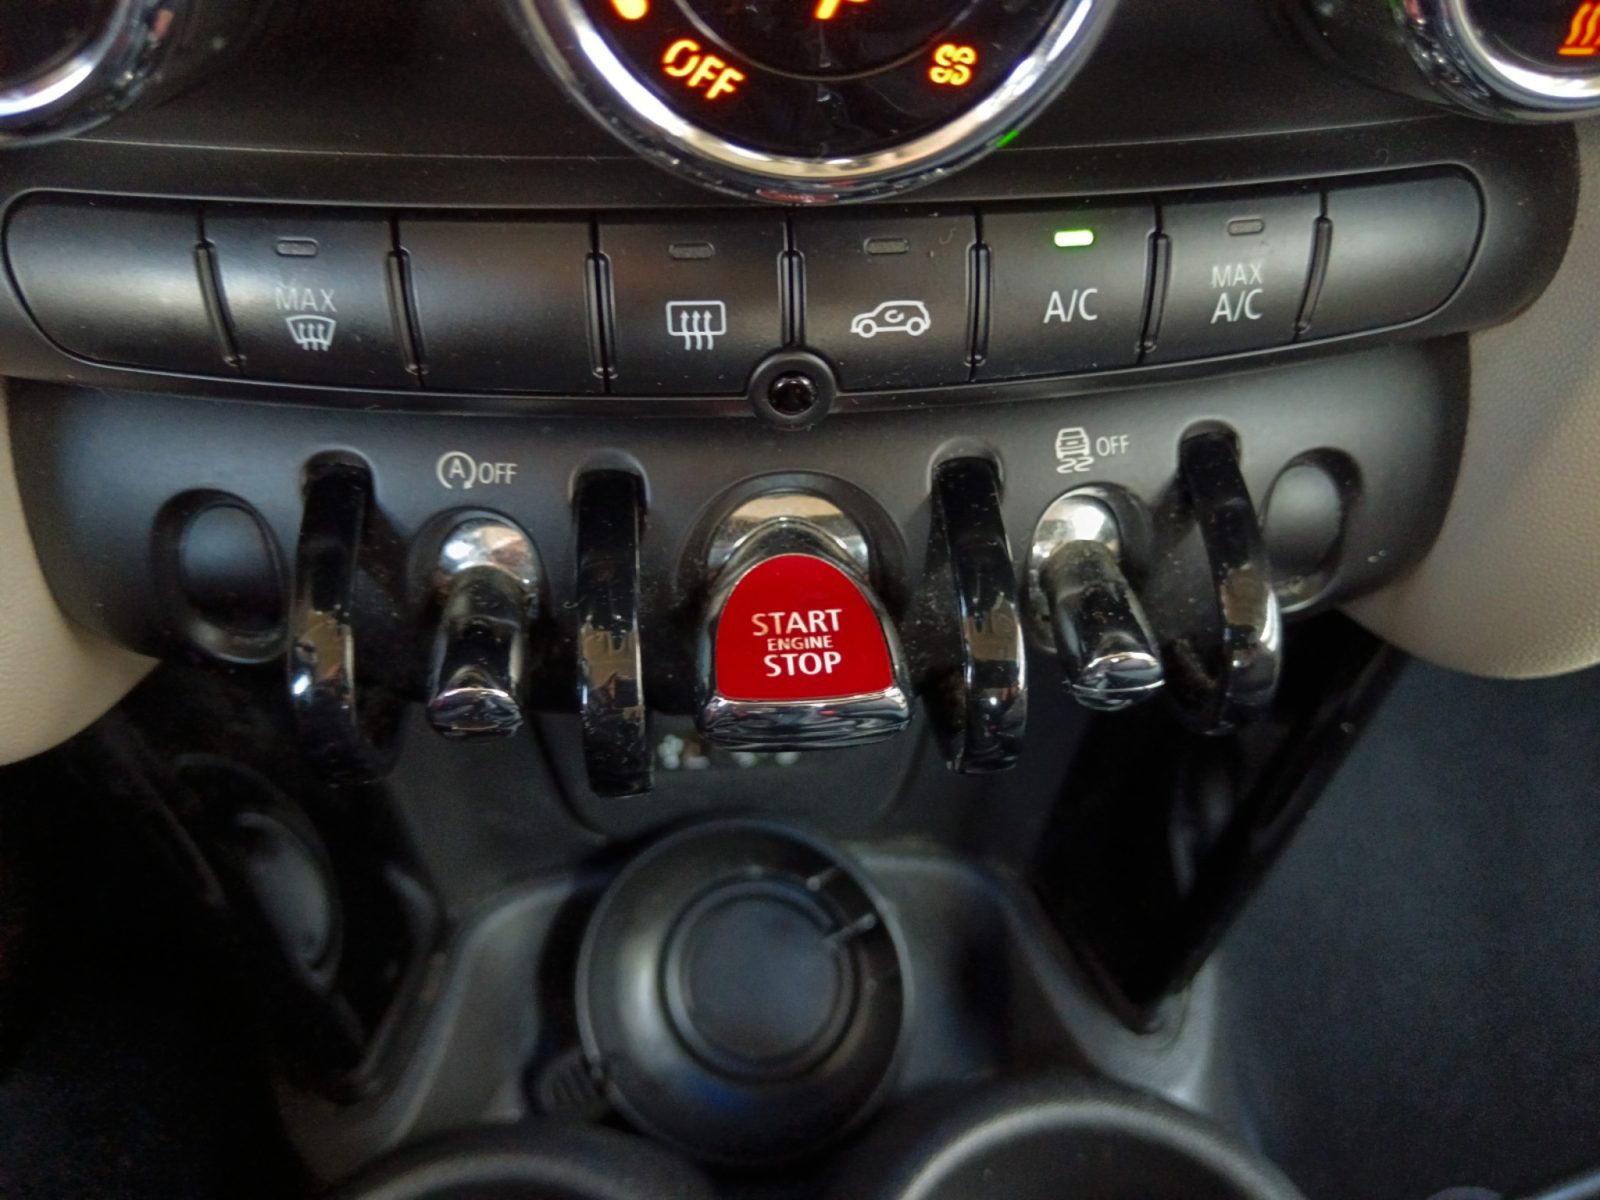 OFF
MAX
A/C
MAX
A/C
A OFF
OFF
START
ENGINE
STOP